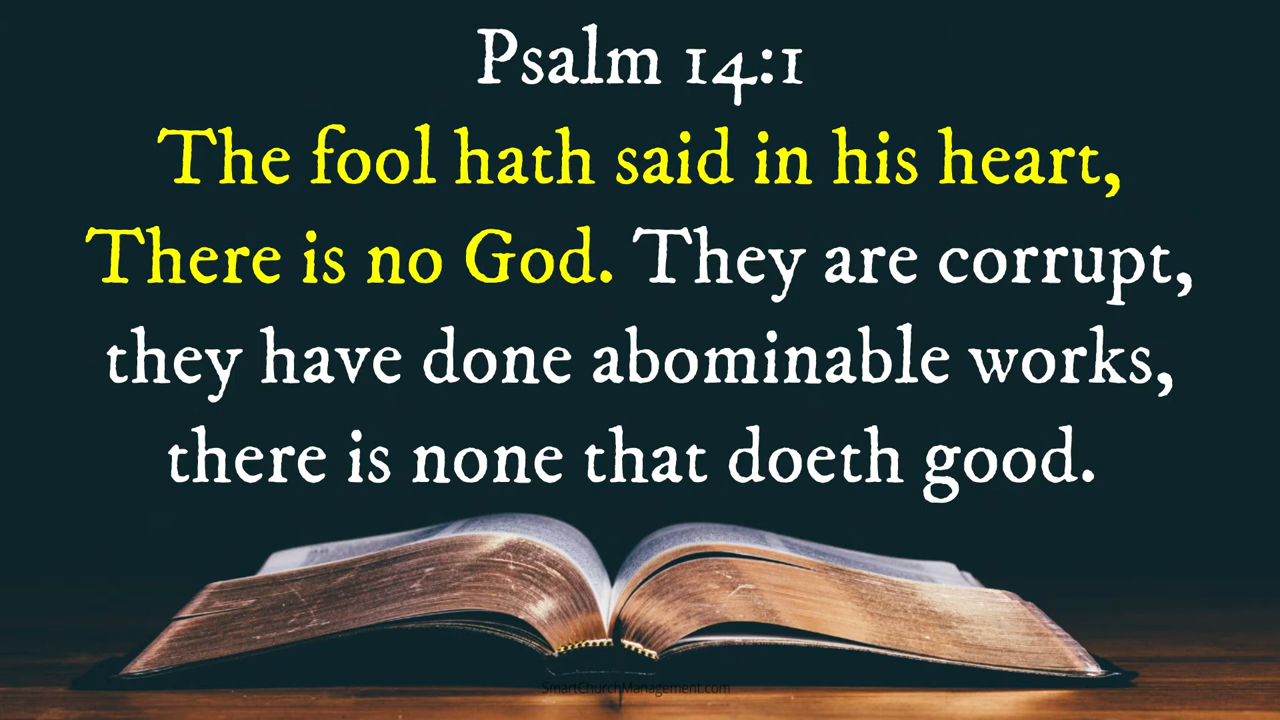 Psalm 14:1
The fool hath said in his heart,
There is no God. They are corrupt,
they have done abominable works,
there is none that doeth good.
SmartChurchManagement.com